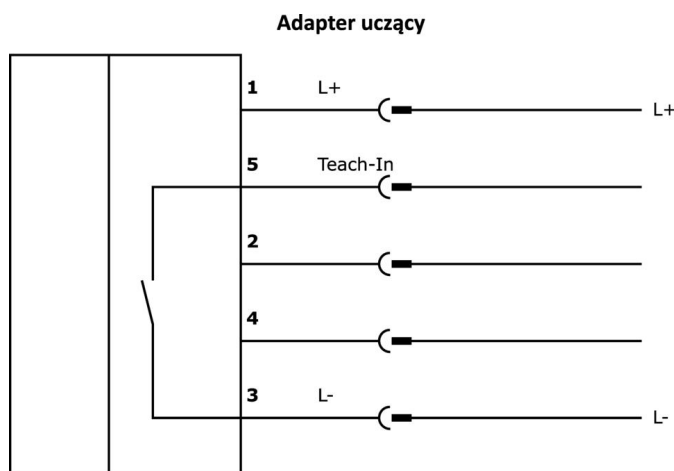 Adapter uczący
1 L+
L+
5 Teach-In
2
4
3 L-
L-